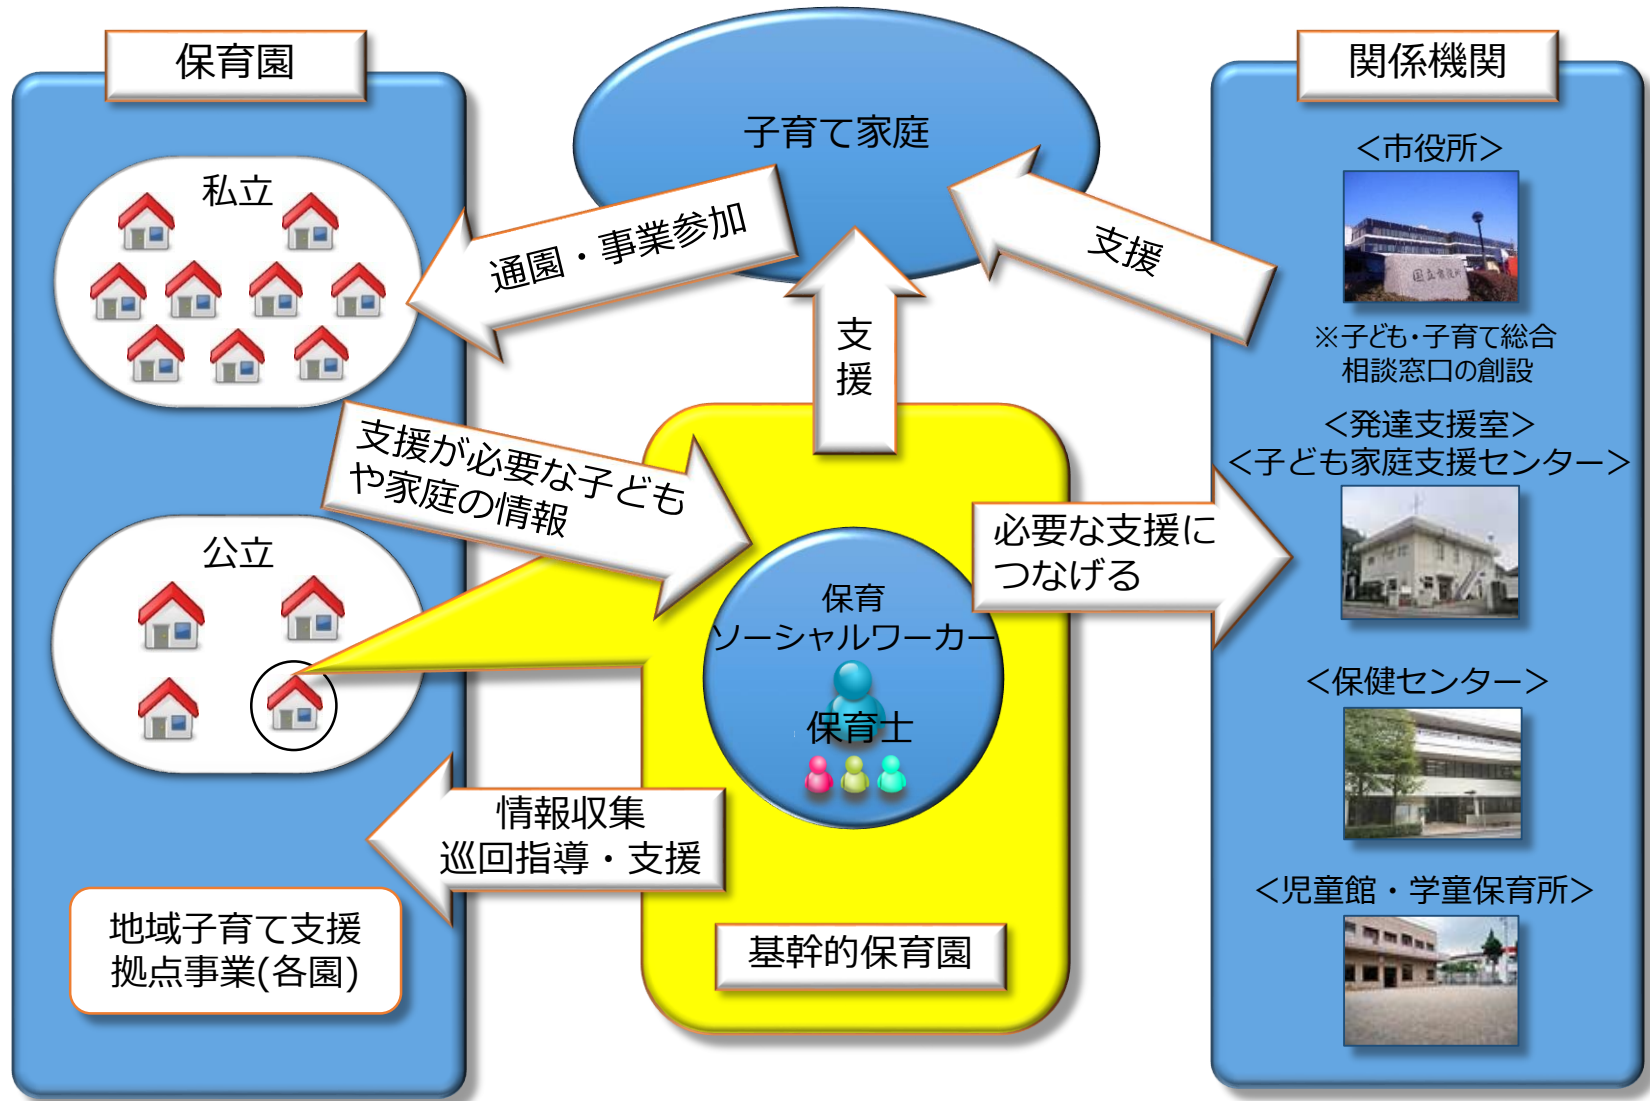 保育園
私立
公立
地域子育て支援
拠点事業(各園)
子育て家庭
通園・事業参加
支援
支
援
支援が必要な子ども
や家庭の情報
必要な支援に
つなげる
保育
ソーシャルワーカー
保育士
情報収集
巡回指導・支援
基幹的保育園
関係機関
＜市役所＞
国立市役所
※子ども・子育て総合
相談窓口の創設
＜発達支援室＞
＜子ども家庭支援センター＞
＜保健センター＞
＜児童館・学童保育所＞